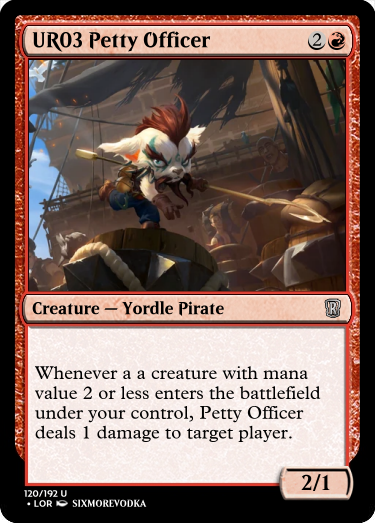 UR03 Petty Officer 2
Creature — Yordle Pirate
Whenever a a creature with mana
value 2 or less enters the battlefield
under your control, Petty Officer
deals 1 damage to target player.
2/1
120/192 U
• LOR SIXMOREVODKA